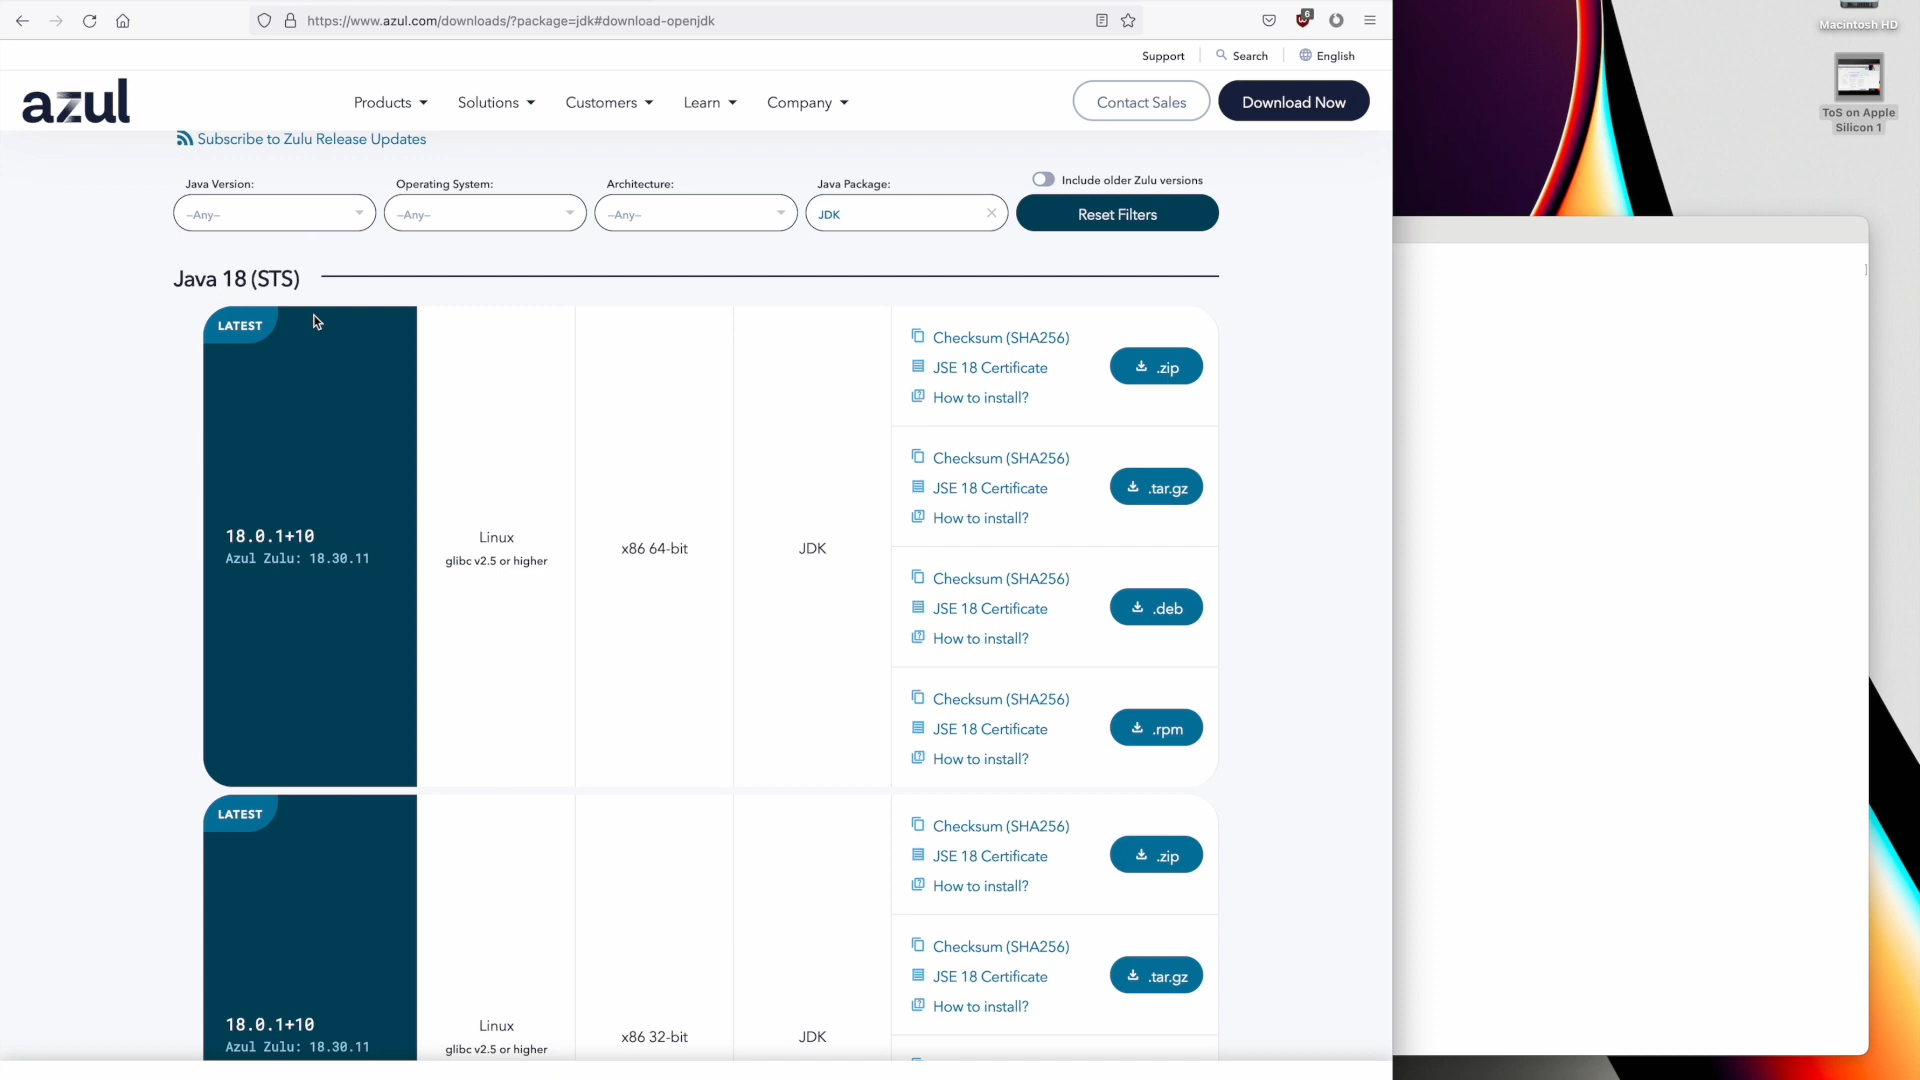 https://www.azul.com/downloads/?package=jdk#download-openjdk
6
Macintosh HD
ToS on Apple
Silicon 1
Support
Search
English
azul
Products
Solutions
Customers
Learn
Company
Contact Sales
Download Now
Subscribe to Zulu Release Updates
Java Version:
Operating System:
Architecture:
Java Package:
Include older Zulu versions
–Any–
–Any–
–Any–
JDK
Reset Filters
Java 18 (STS)
LATEST
18.0.1+10
Azul Zulu: 18.30.11
Linux
glibc v2.5 or higher
x86 64-bit
JDK
Checksum (SHA256)
JSE 18 Certificate
How to install?
.zip
Checksum (SHA256)
JSE 18 Certificate
How to install?
.tar.gz
Checksum (SHA256)
JSE 18 Certificate
How to install?
.deb
Checksum (SHA256)
JSE 18 Certificate
How to install?
.rpm
LATEST
18.0.1+10
Azul Zulu: 18.30.11
Linux
glibc v2.5 or higher
x86 32-bit
JDK
Checksum (SHA256)
JSE 18 Certificate
How to install?
.zip
Checksum (SHA256)
JSE 18 Certificate
How to install?
.tar.gz